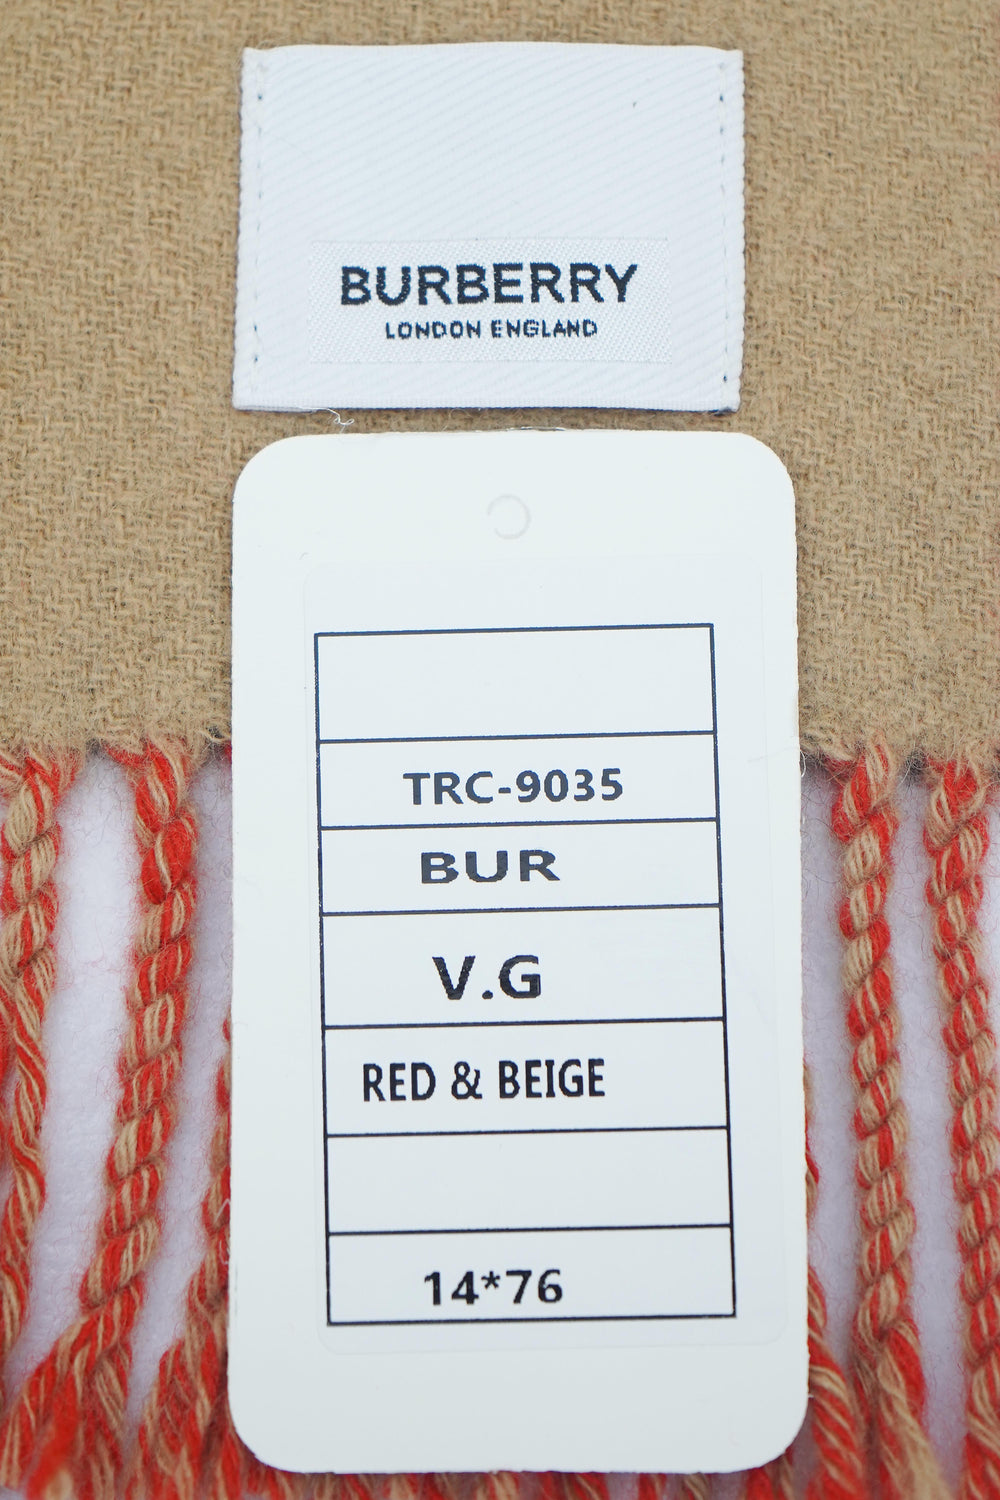 BURBERRY
LONDON ENGLAND
TRC-9035
BUR
V.G
RED & BEIGE
14*76